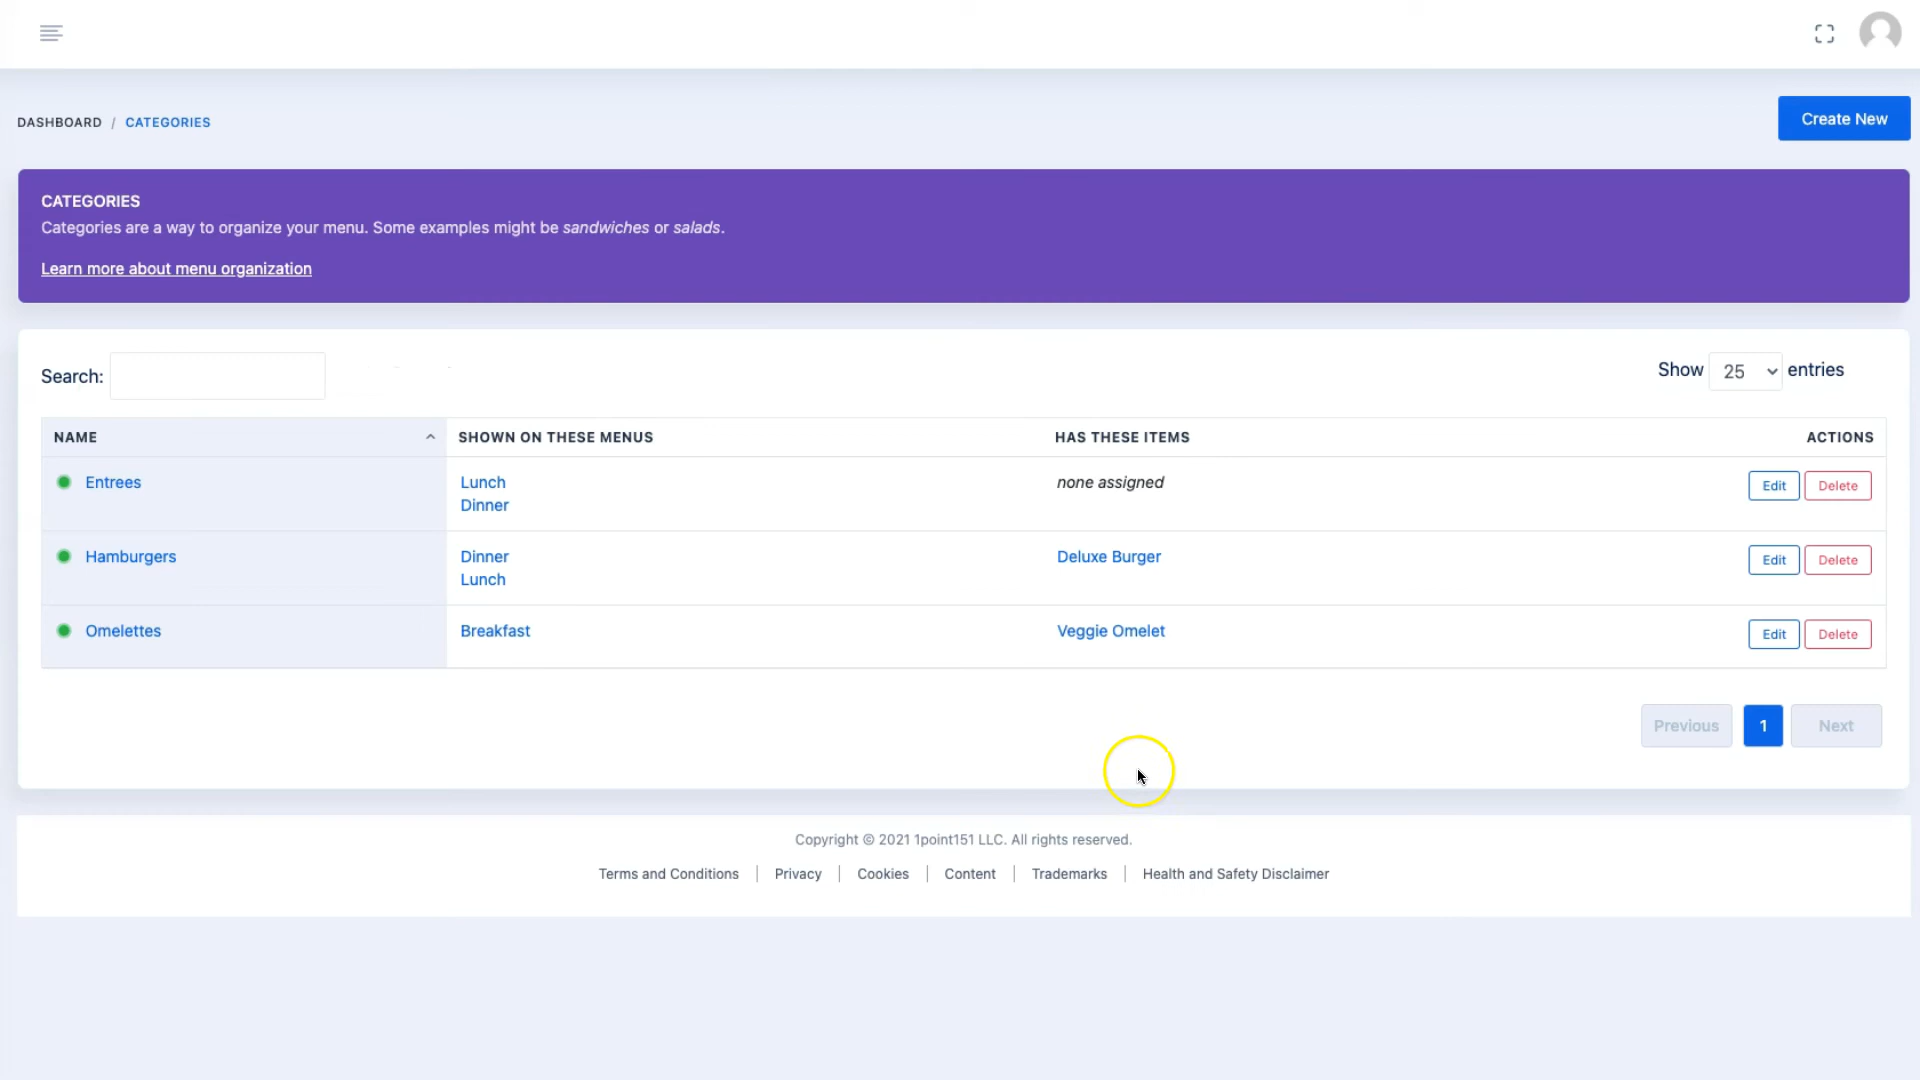 DASHBOARD / CATEGORIES
Create New
CATEGORIES
Categories are a way to organize your menu. Some examples might be sandwiches or salads.
Learn more about menu organization
Search:
Show 25 entries
NAME SHOWN ON THESE MENUS HAS THESE ITEMS ACTIONS
Entrees Lunch none assigned Edit Delete
Dinner
Hamburgers Dinner Deluxe Burger Edit Delete
Lunch
Omelettes Breakfast Veggie Omelet Edit Delete
Previous 1 Next
Copyright © 2021 1point151 LLC. All rights reserved.
Terms and Conditions | Privacy | Cookies | Content | Trademarks | Health and Safety Disclaimer